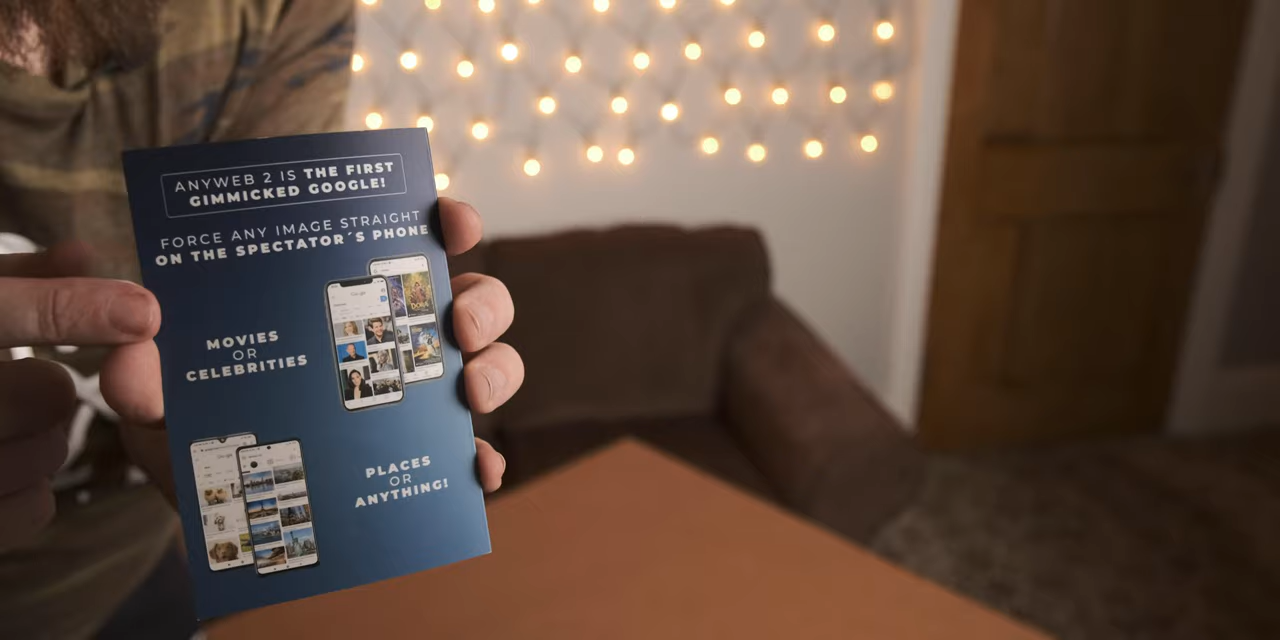 ANYWEB 2 IS THE FIRST
GIMMICKED GOOGLE!
FORCE ANY IMAGE STRAIGHT
ON THE SPECTATOR´S PHONE
MOVIES
OR
CELEBRITIES
PLACES
OR
ANYTHING!